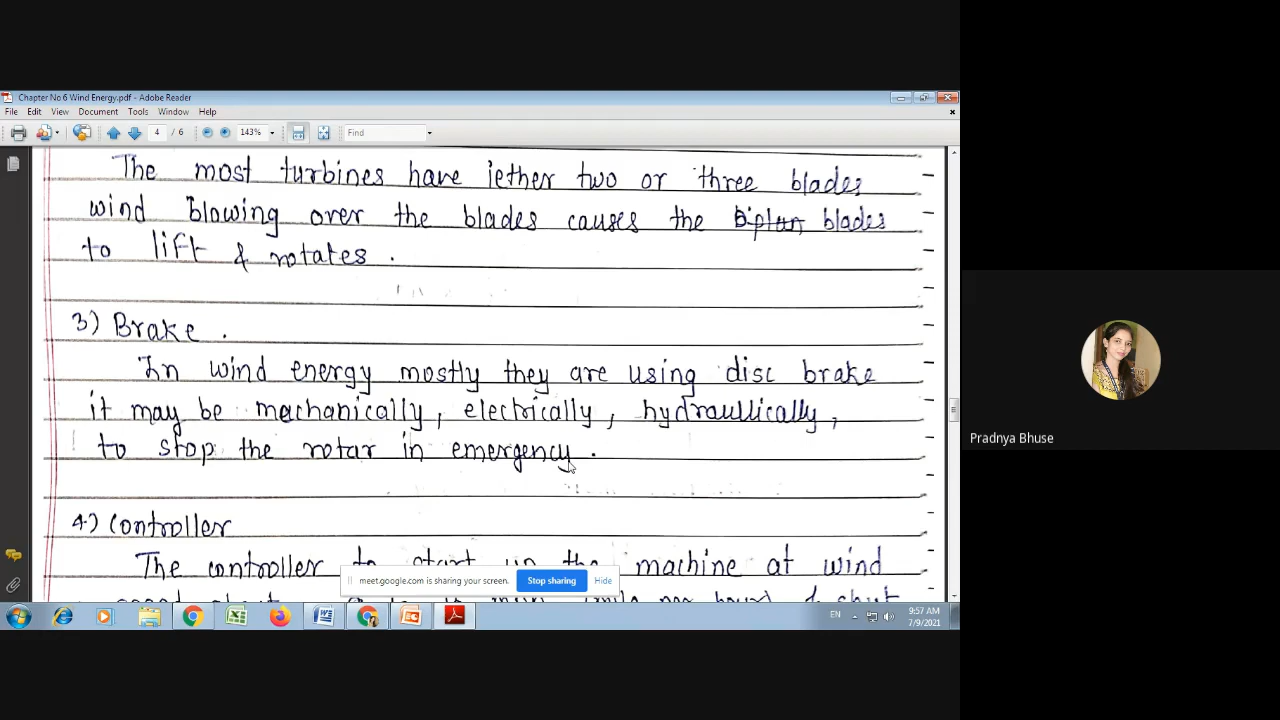 Chapter No 6 Wind Energy.pdf - Adobe Reader
File Edit View Document Tools Window Help
4 / 6 143% Find
The most turbines have iether two or three blades
wind blowing over the blades causes the blades
to lift & rotates .
3) Brake .
In wind energy mostly they are using disc brake
it may be mechanically, electrically, hydraullically,
to stop the rotar in emergency .
4) Controller
The controller to start up the machine at wind
meet.google.com is sharing your screen. Stop sharing Hide
EN 9:57 AM
7/9/2021
Pradnya Bhuse